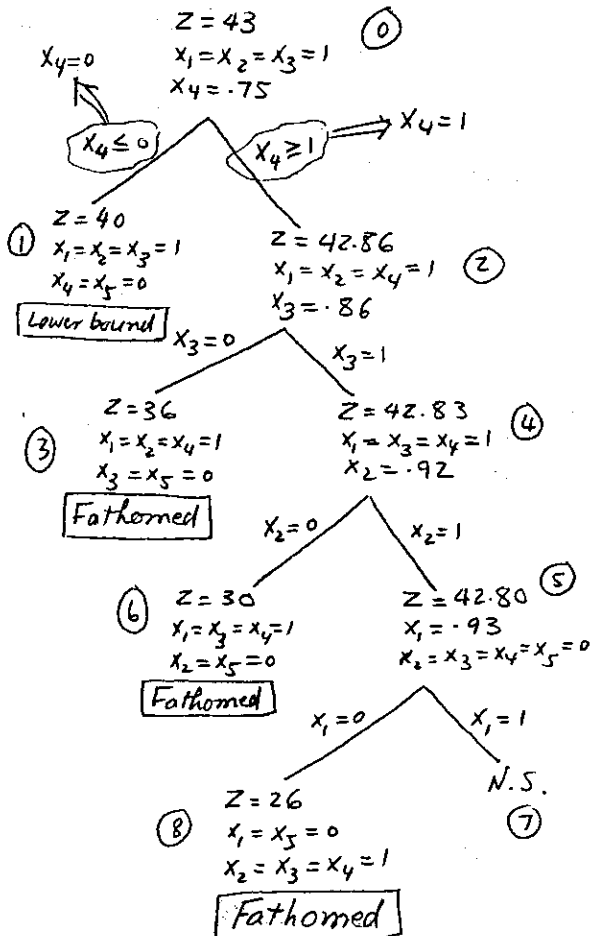 Z = 43
x₁ = x₂ = x₃ = 1
x₄ = .75
⓪
x₄ = 0
x₄ ≤ 0
x₄ ≥ 1
x₄ = 1
①
Z = 40
x₁ = x₂ = x₃ = 1
x₄ = x₅ = 0
Lower bound
Z = 42.86
x₁ = x₂ = x₄ = 1
x₃ = .86
②
x₃ = 0
x₃ = 1
③
Z = 36
x₁ = x₂ = x₄ = 1
x₃ = x₅ = 0
Fathomed
Z = 42.83
x₁ = x₃ = x₄ = 1
x₂ = .92
④
x₂ = 0
x₂ = 1
⑥
Z = 30
x₁ = x₃ = x₄ = 1
x₂ = x₅ = 0
Fathomed
⑤
Z = 42.80
x₁ = .93
x₂ = x₃ = x₄ = x₅ = 0
x₁ = 0
x₁ = 1
N.S.
⑦
⑧
Z = 26
x₁ = x₅ = 0
x₂ = x₃ = x₄ = 1
Fathomed